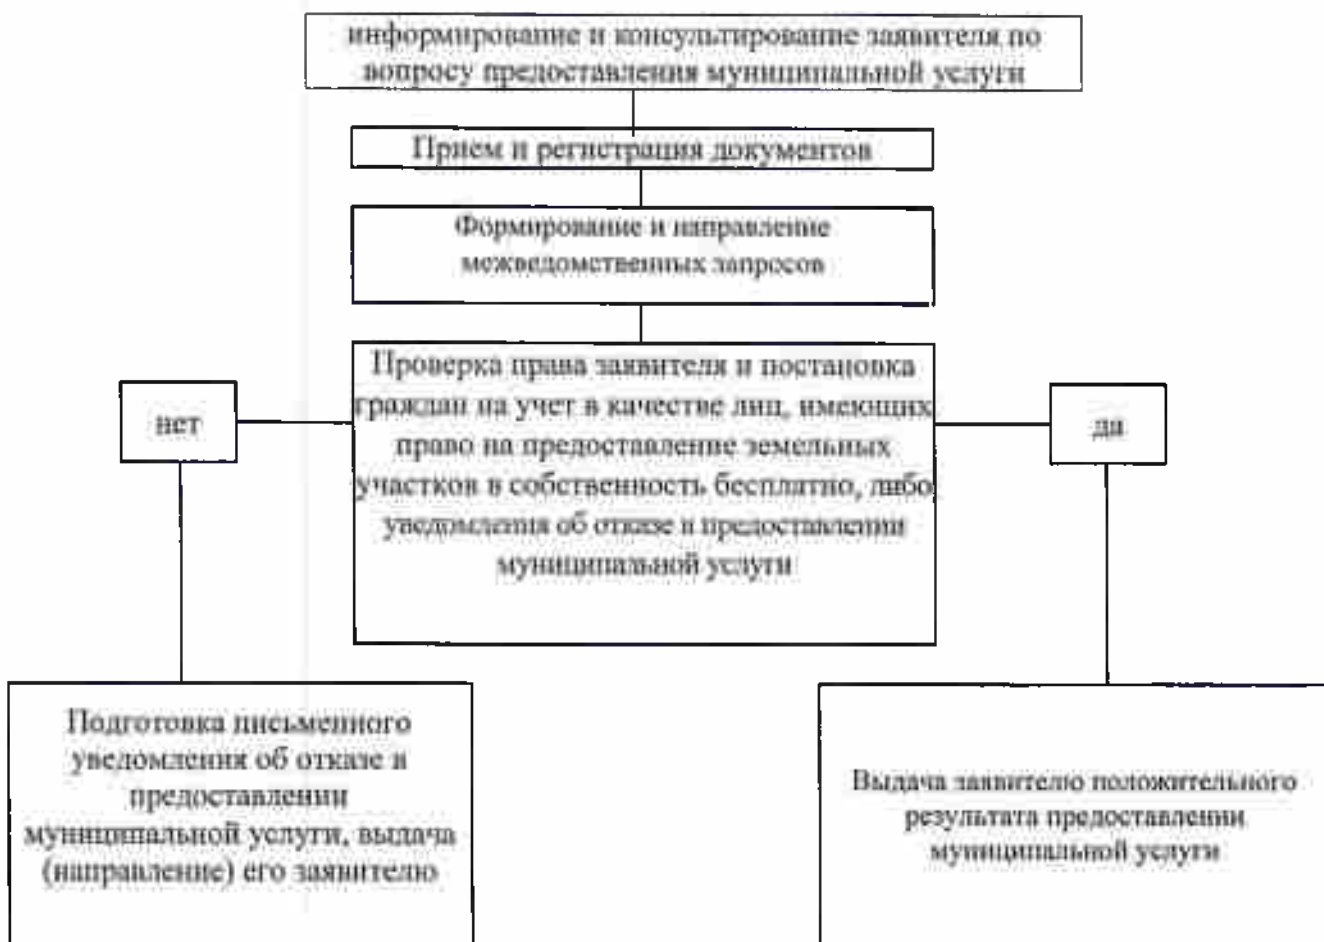 информирование и консультирование заявителя по
вопросу предоставления муниципальной услуги
Прием и регистрация документов
Формирование и направление
межведомственных запросов
Проверка права заявителя и постановка
граждан на учет в качестве лиц, имеющих
право на предоставление земельных
участков в собственность бесплатно, либо
уведомления об отказе в предоставлении
муниципальной услуги
нет
да
Подготовка письменного
уведомления об отказе в
предоставлении
муниципальной услуги, выдача
(направление) его заявителю
Выдача заявителю положительного
результата предоставлении
муниципальной услуги